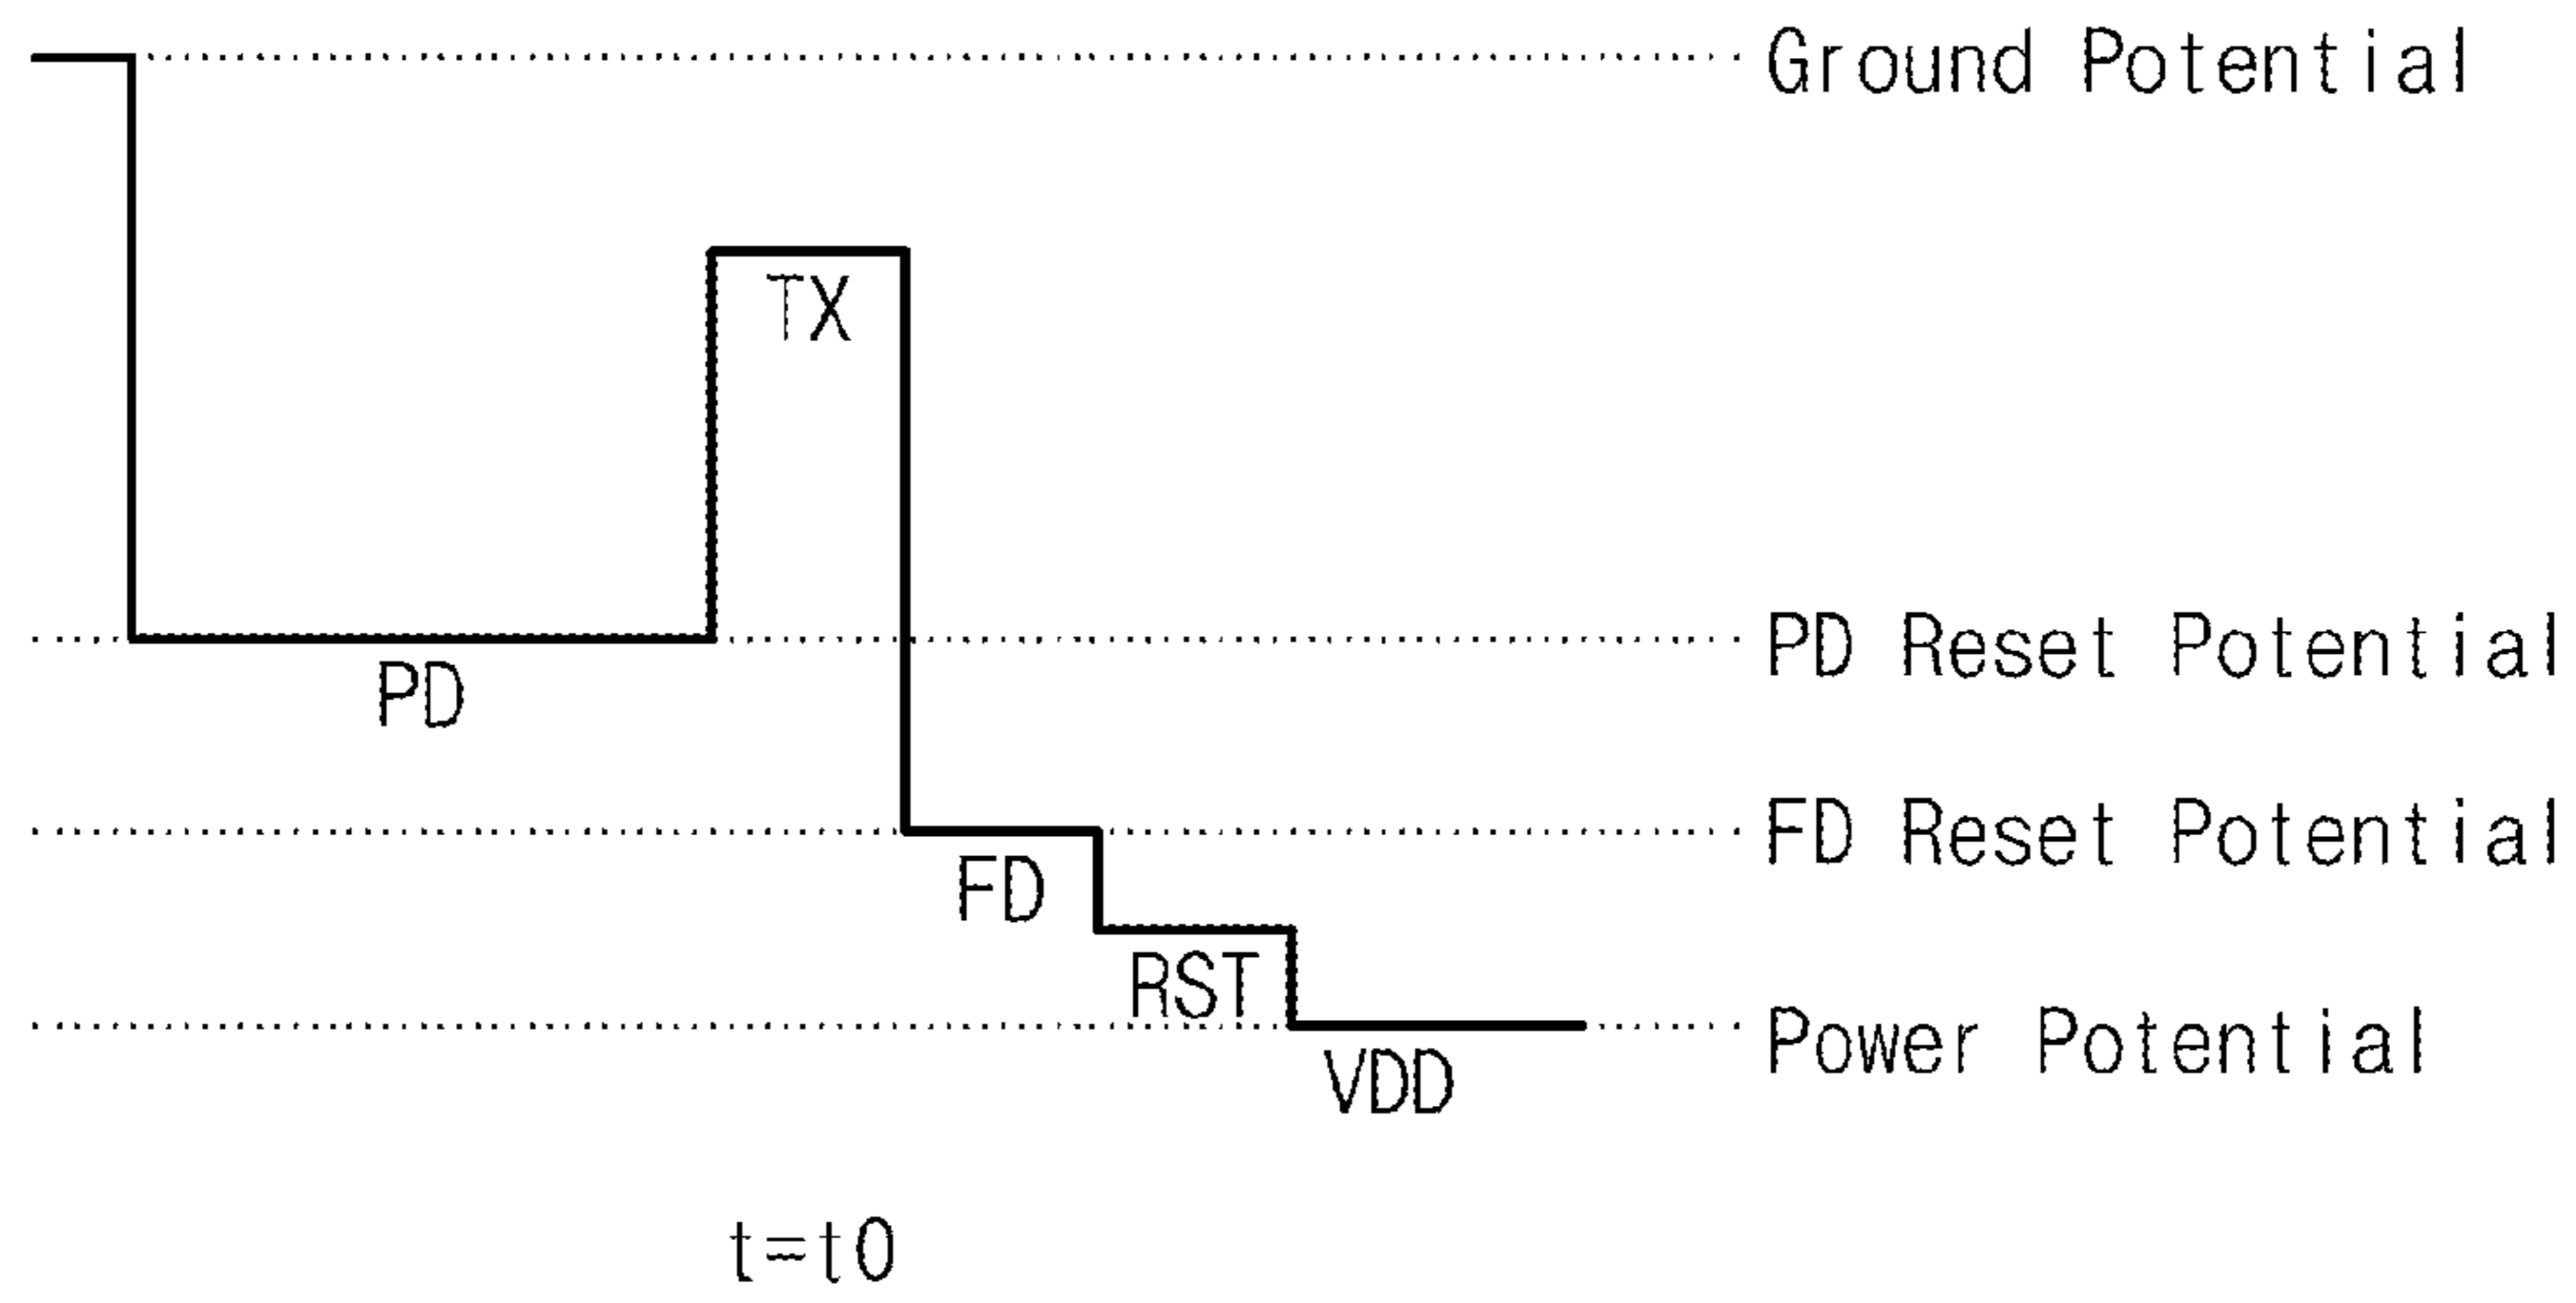 Ground Potential
TX
PD Reset Potential
PD
FD Reset Potential
FD
RST
Power Potential
VDD
t=t0